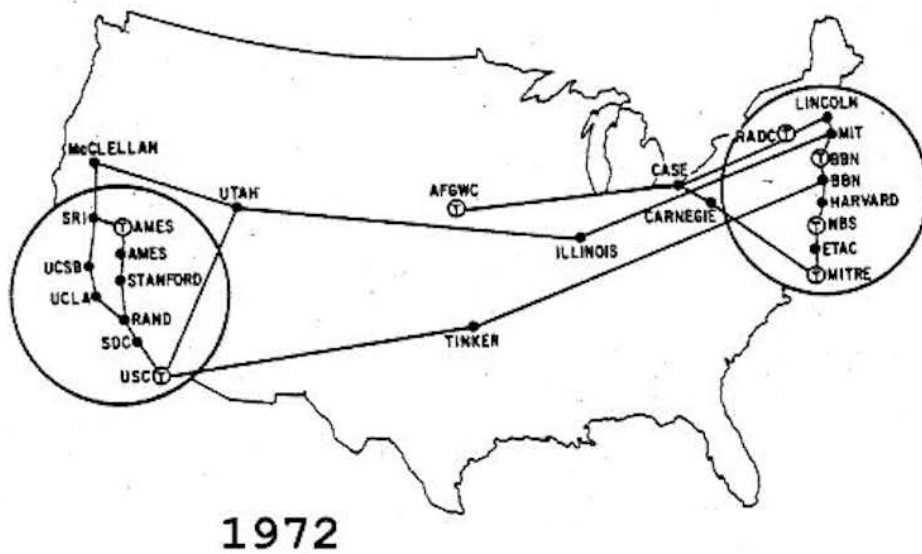 LINCOLN
RADC T
MIT
T BBN
McCLELLAN
CASE
BBN
UTAH
AFGWC
T
HARVARD
CARNEGIE
SRI
T AMES
T NBS
ILLINOIS
ETAC
AMES
UCSB
T MITRE
STANFORD
UCLA
RAND
TINKER
SDC
USC T
1972